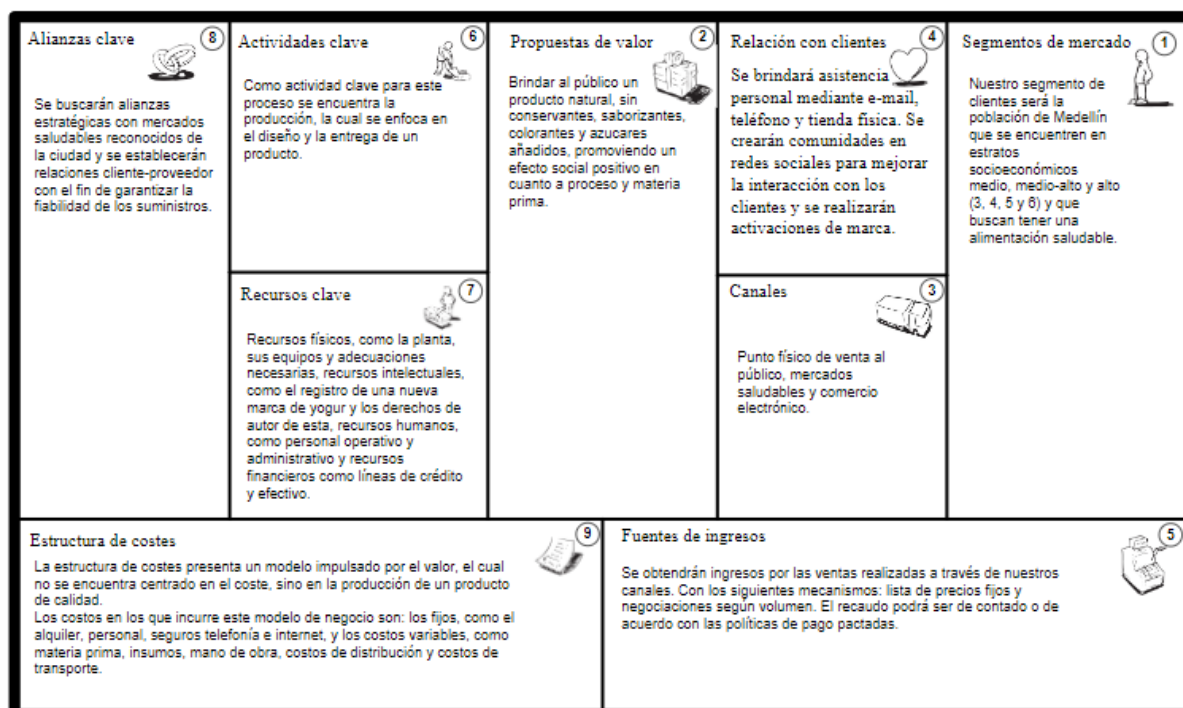 Alianzas clave
8
Se buscarán alianzas
estratégicas con mercados
saludables reconocidos de
la ciudad y se establecerán
relaciones cliente-proveedor
con el fin de garantizar la
fiabilidad de los suministros.
Actividades clave
6
Como actividad clave para este
proceso se encuentra la
producción, la cual se enfoca en
el diseño y la entrega de un
producto.
Recursos clave
7
Recursos físicos, como la planta,
sus equipos y adecuaciones
necesarias, recursos intelectuales,
como el registro de una nueva
marca de yogur y los derechos de
autor de esta, recursos humanos,
como personal operativo y
administrativo y recursos
financieros como líneas de crédito
y efectivo.
Propuestas de valor
2
Brindar al público un
producto natural, sin
conservantes, saborizantes,
colorantes y azucares
añadidos, promoviendo un
efecto social positivo en
cuanto a proceso y materia
prima.
Relación con clientes
4
Se brindará asistencia
personal mediante e-mail,
teléfono y tienda física. Se
crearán comunidades en
redes sociales para mejorar
la interacción con los
clientes y se realizarán
activaciones de marca.
Canales
3
Punto físico de venta al
público, mercados
saludables y comercio
electrónico.
Segmentos de mercado
1
Nuestro segmento de
clientes será la
población de Medellín
que se encuentren en
estratos
socioeconómicos
medio, medio-alto y alto
(3, 4, 5 y 6) y que
buscan tener una
alimentación saludable.
Estructura de costes
9
La estructura de costes presenta un modelo impulsado por el valor, el cual
no se encuentra centrado en el coste, sino en la producción de un producto
de calidad.
Los costos en los que incurre este modelo de negocio son: los fijos, como el
alquiler, personal, seguros telefonía e internet, y los costos variables, como
materia prima, insumos, mano de obra, costos de distribución y costos de
transporte.
Fuentes de ingresos
5
Se obtendrán ingresos por las ventas realizadas a través de nuestros
canales. Con los siguientes mecanismos: lista de precios fijos y
negociaciones según volumen. El recaudo podrá ser de contado o de
acuerdo con las políticas de pago pactadas.